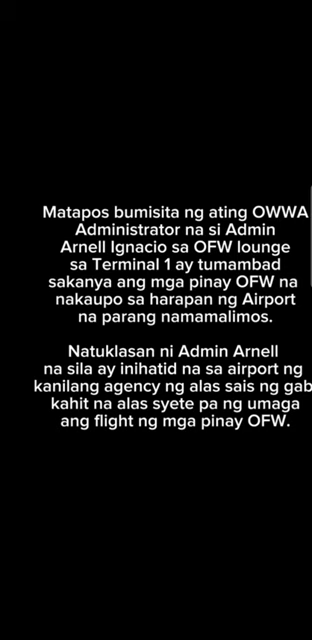 Matapos bumisita ng ating OWWA
Administrator na si Admin
Arnell Ignacio sa OFW lounge
sa Terminal 1 ay tumambad
sakanya ang mga pinay OFW na
nakaupo sa harapan ng Airport
na parang namamalimos.
Natuklasan ni Admin Arnell
na sila ay inihatid na sa airport ng
kanilang agency ng alas sais ng gab
kahit na alas syete pa ng umaga
ang flight ng mga pinay OFW.